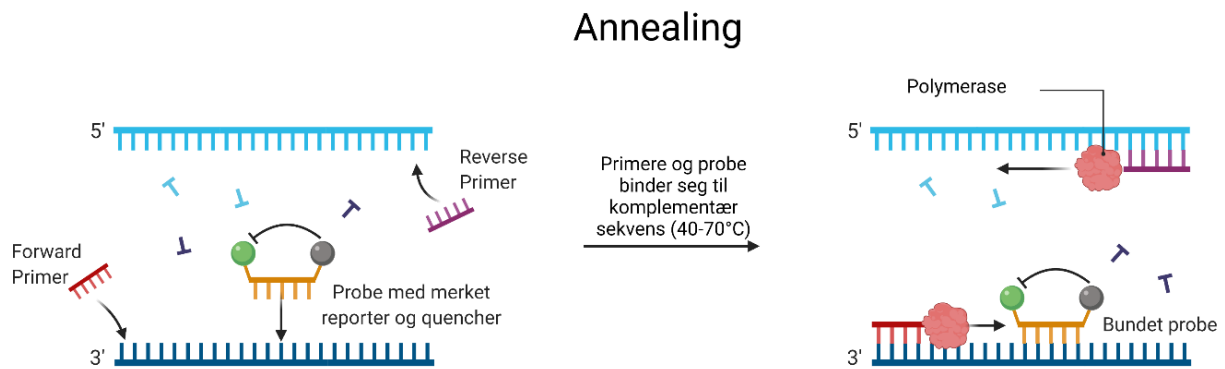 Annealing
5'
Reverse
Primer
Forward
Primer
Probe med merket
reporter og quencher
3'
Primere og probe
binder seg til
komplementær
sekvens (40-70°C)
Polymerase
5'
Bundet probe
3'